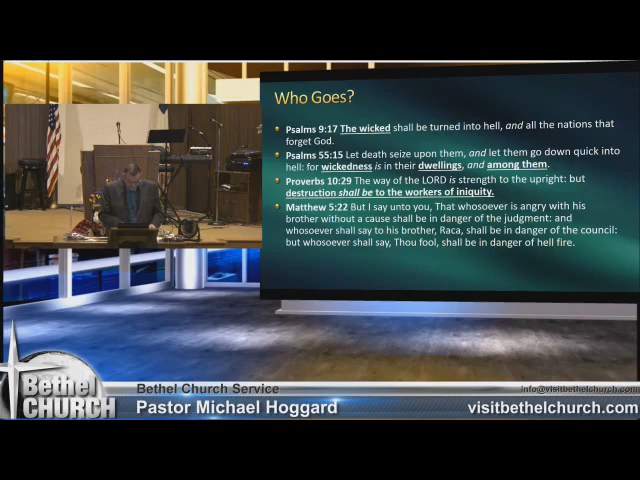 Who Goes?
Psalms 9:17 The wicked shall be turned into hell, and all the nations that
forget God.
Psalms 55:15 Let death seize upon them, and let them go down quick into
hell: for wickedness is in their dwellings, and among them.
Proverbs 10:29 The way of the LORD is strength to the upright: but
destruction shall be to the workers of iniquity.
Matthew 5:22 But I say unto you, That whosoever is angry with his
brother without a cause shall be in danger of the judgment: and
whosoever shall say to his brother, Raca, shall be in danger of the council:
but whosoever shall say, Thou fool, shall be in danger of hell fire.
Bethel
CHURCH
Bethel Church Service
info@visitbethelchurch.com
Pastor Michael Hoggard
visitbethelchurch.com